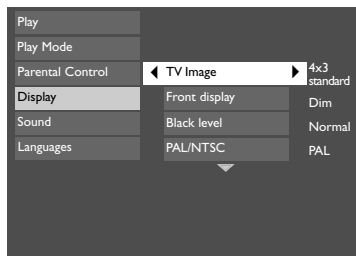 Play
Play Mode
Parental Control
Display
Sound
Languages
TV Image
Front display
Black level
PAL/NTSC
4x3
standard
Dim
Normal
PAL